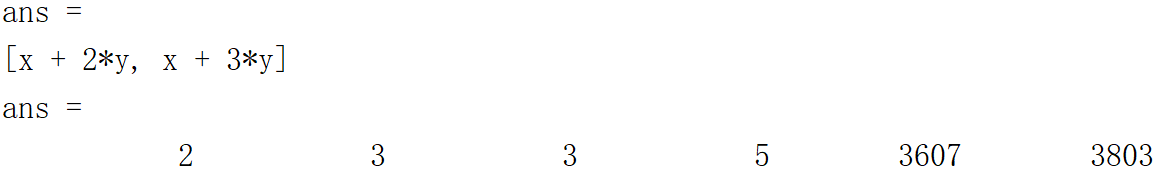 ans =
[x + 2*y, x + 3*y]
ans =
2 3 3 5 3607 3803